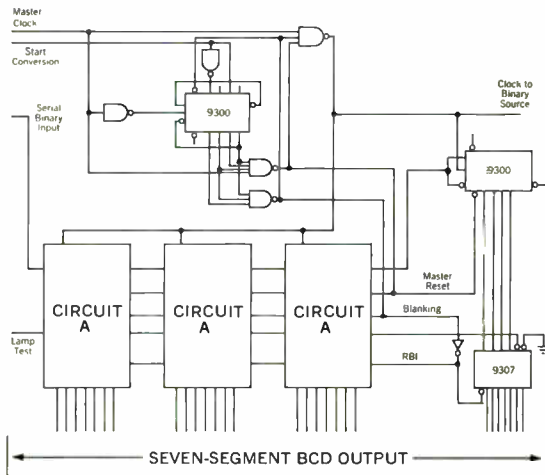 Master
Clock
Start
Conversion
Serial
Binary
Input
9300
Clock to
Binary
Source
9300
CIRCUIT
A
CIRCUIT
A
CIRCUIT
A
Master
Reset
Blanking
Lamp
Test
RBI
9307
SEVEN-SEGMENT BCD OUTPUT